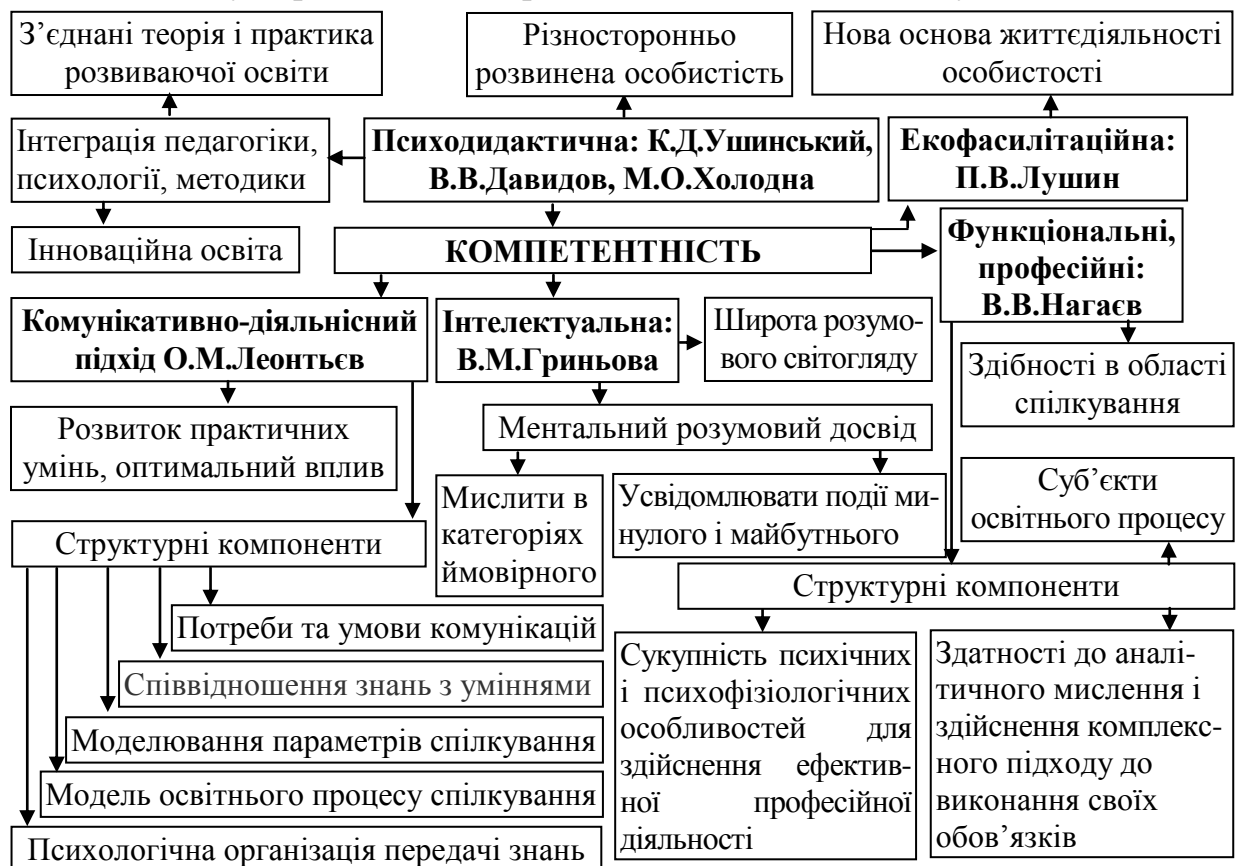 З’єднані теорія і практика
розвиваючої освіти
Різносторонньо
розвинена особистість
Нова основа життєдіяльності
особистості
Інтеграція педагогіки,
психології, методики
Психодидактична: К.Д.Ушинський,
В.В.Давидов, М.О.Холодна
Екофасилітаційна:
П.В.Лушин
Інноваційна освіта
КОМПЕТЕНТНІСТЬ
Функціональні,
професійні:
В.В.Нагаєв
Комунікативно-діяльнісний
підхід О.М.Леонтьєв
Інтелектуальна:
В.М.Гриньова
Широта розумо-
вого світогляду
Здібності в області
спілкування
Розвиток практичних
умінь, оптимальний вплив
Ментальний розумовий досвід
Мислити в
категоріях
ймовірного
Усвідомлювати події ми-
нулого і майбутнього
Суб’єкти
освітнього процесу
Структурні компоненти
Структурні компоненти
Потреби та умови комунікацій
Співвідношення знань з уміннями
Моделювання параметрів спілкування
Модель освітнього процесу спілкування
Психологічна організація передачі знань
Сукупність психічних
і психофізіологічних
особливостей для
здійснення ефектив-
ної професійної
діяльності
Здатності до аналі-
тичного мислення і
здійснення комплекс-
ного підходу до
виконання своїх
обов’язків